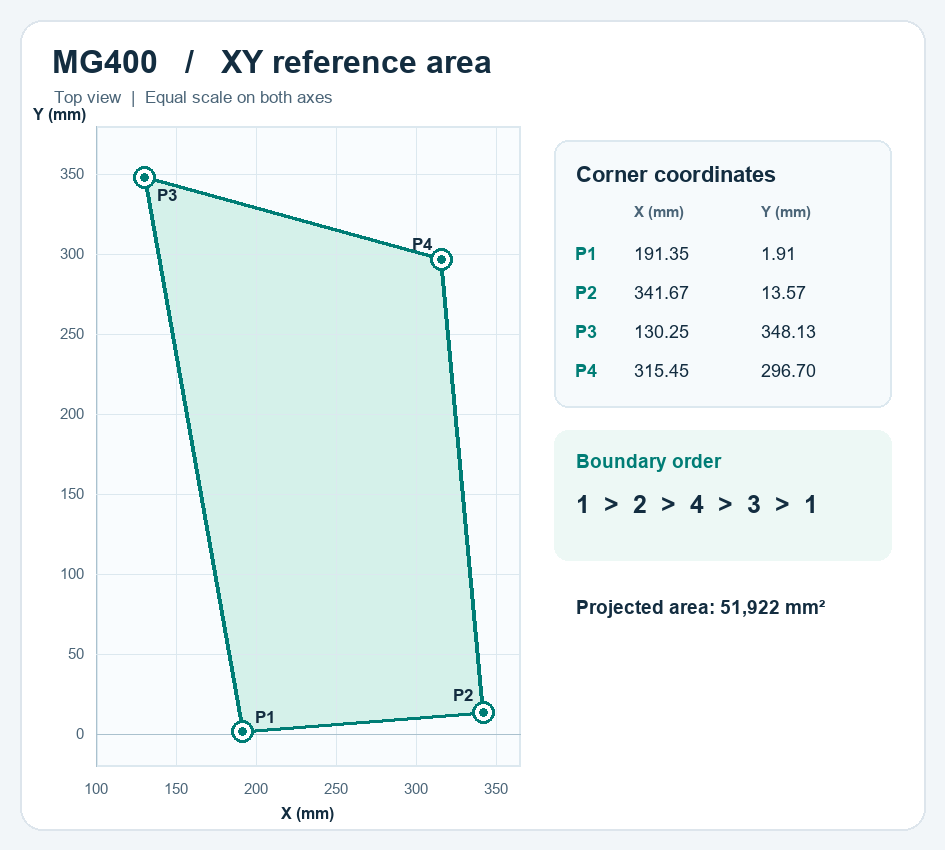 MG400 / XY reference area
Top view | Equal scale on both axes
Y (mm)
350
300
250
200
150
100
50
0
100 150 200 250 300 350
X (mm)
P3
P4
P2
P1
Corner coordinates
X (mm) Y (mm)
P1 191.35 1.91
P2 341.67 13.57
P3 130.25 348.13
P4 315.45 296.70
Boundary order
1 > 2 > 4 > 3 > 1
Projected area: 51,922 mm²